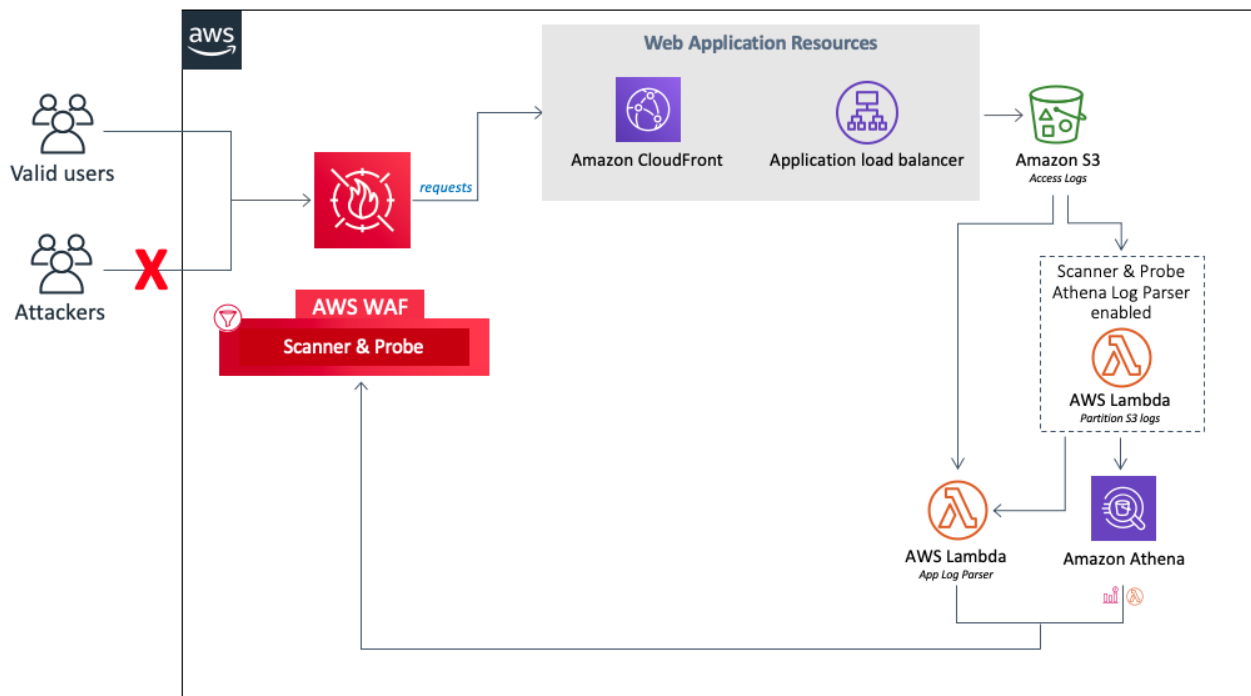 aws
Web Application Resources
Valid users
Attackers
X
requests
Amazon CloudFront
Application load balancer
Amazon S3
Access Logs
AWS WAF
Scanner & Probe
Scanner & Probe
Athena Log Parser
enabled
AWS Lambda
Partition S3 logs
AWS Lambda
App Log Parser
Amazon Athena